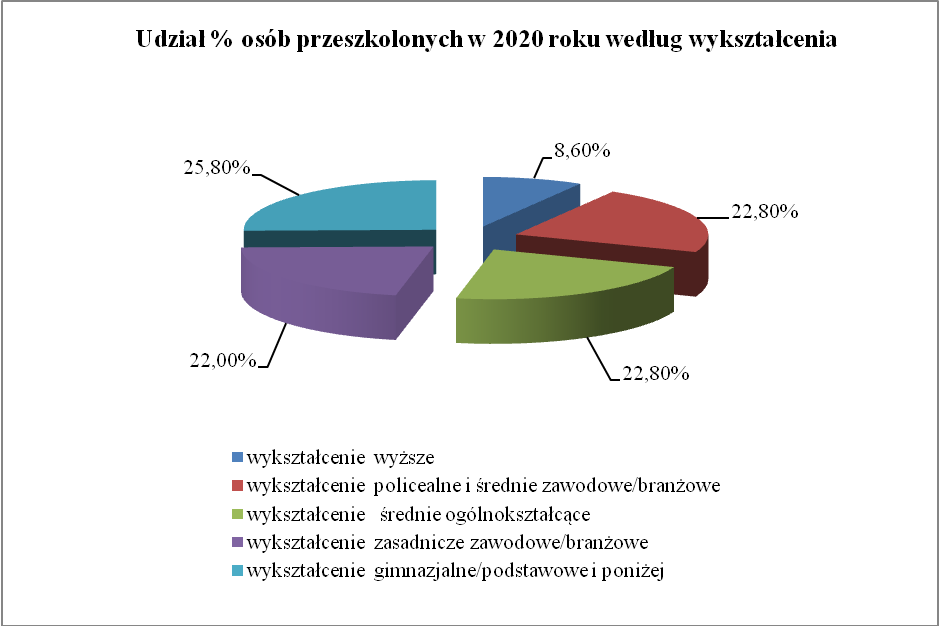 Udział % osób przeszkolonych w 2020 roku według wykształcenia
8,60%
25,80%
22,80%
22,00%
22,80%
wykształcenie wyższe
wykształcenie policealne i średnie zawodowe/branżowe
wykształcenie średnie ogólnokształcące
wykształcenie zasadnicze zawodowe/branżowe
wykształcenie gimnazjalne/podstawowe i poniżej